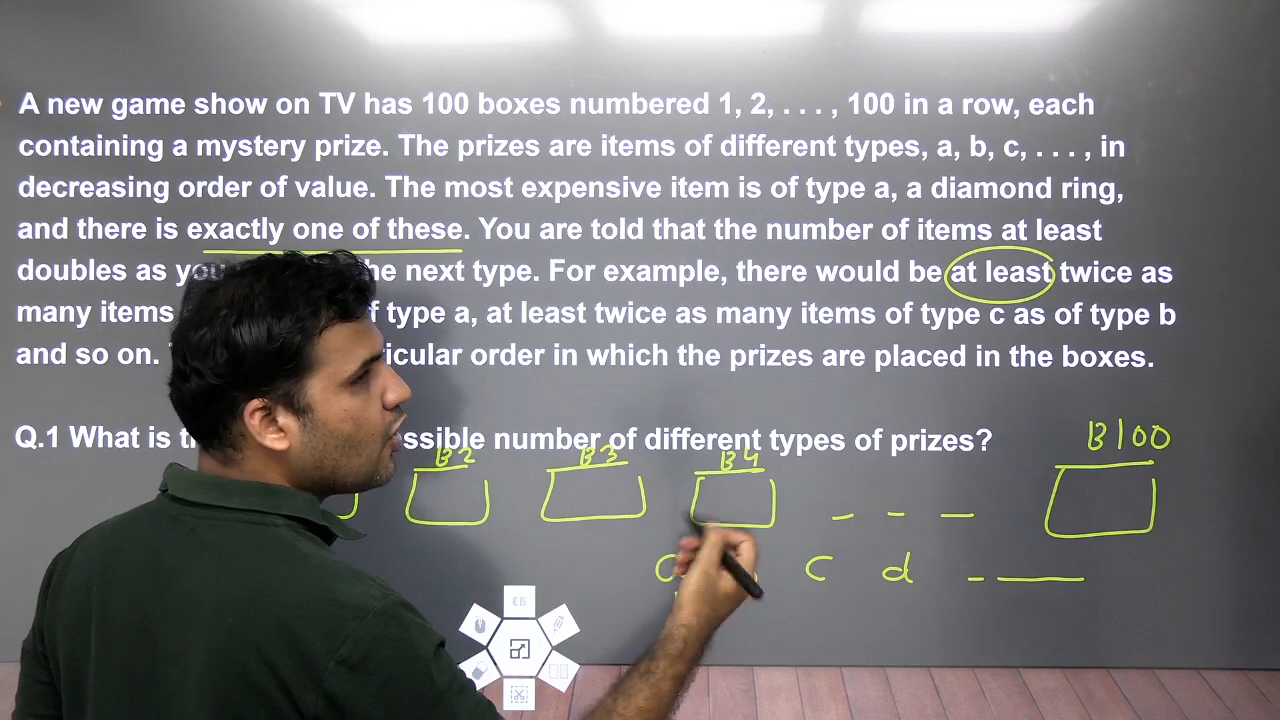 A new game show on TV has 100 boxes numbered 1, 2, . . . , 100 in a row, each
containing a mystery prize. The prizes are items of different types, a, b, c, . . . , in
decreasing order of value. The most expensive item is of type a, a diamond ring,
and there is exactly one of these. You are told that the number of items at least
doubles as you he next type. For example, there would be at least twice as
many items f type a, at least twice as many items of type c as of type b
and so on. icular order in which the prizes are placed in the boxes.
Q.1 What is ssible number of different types of prizes?
B2 B3 B4 B100
c d
EB